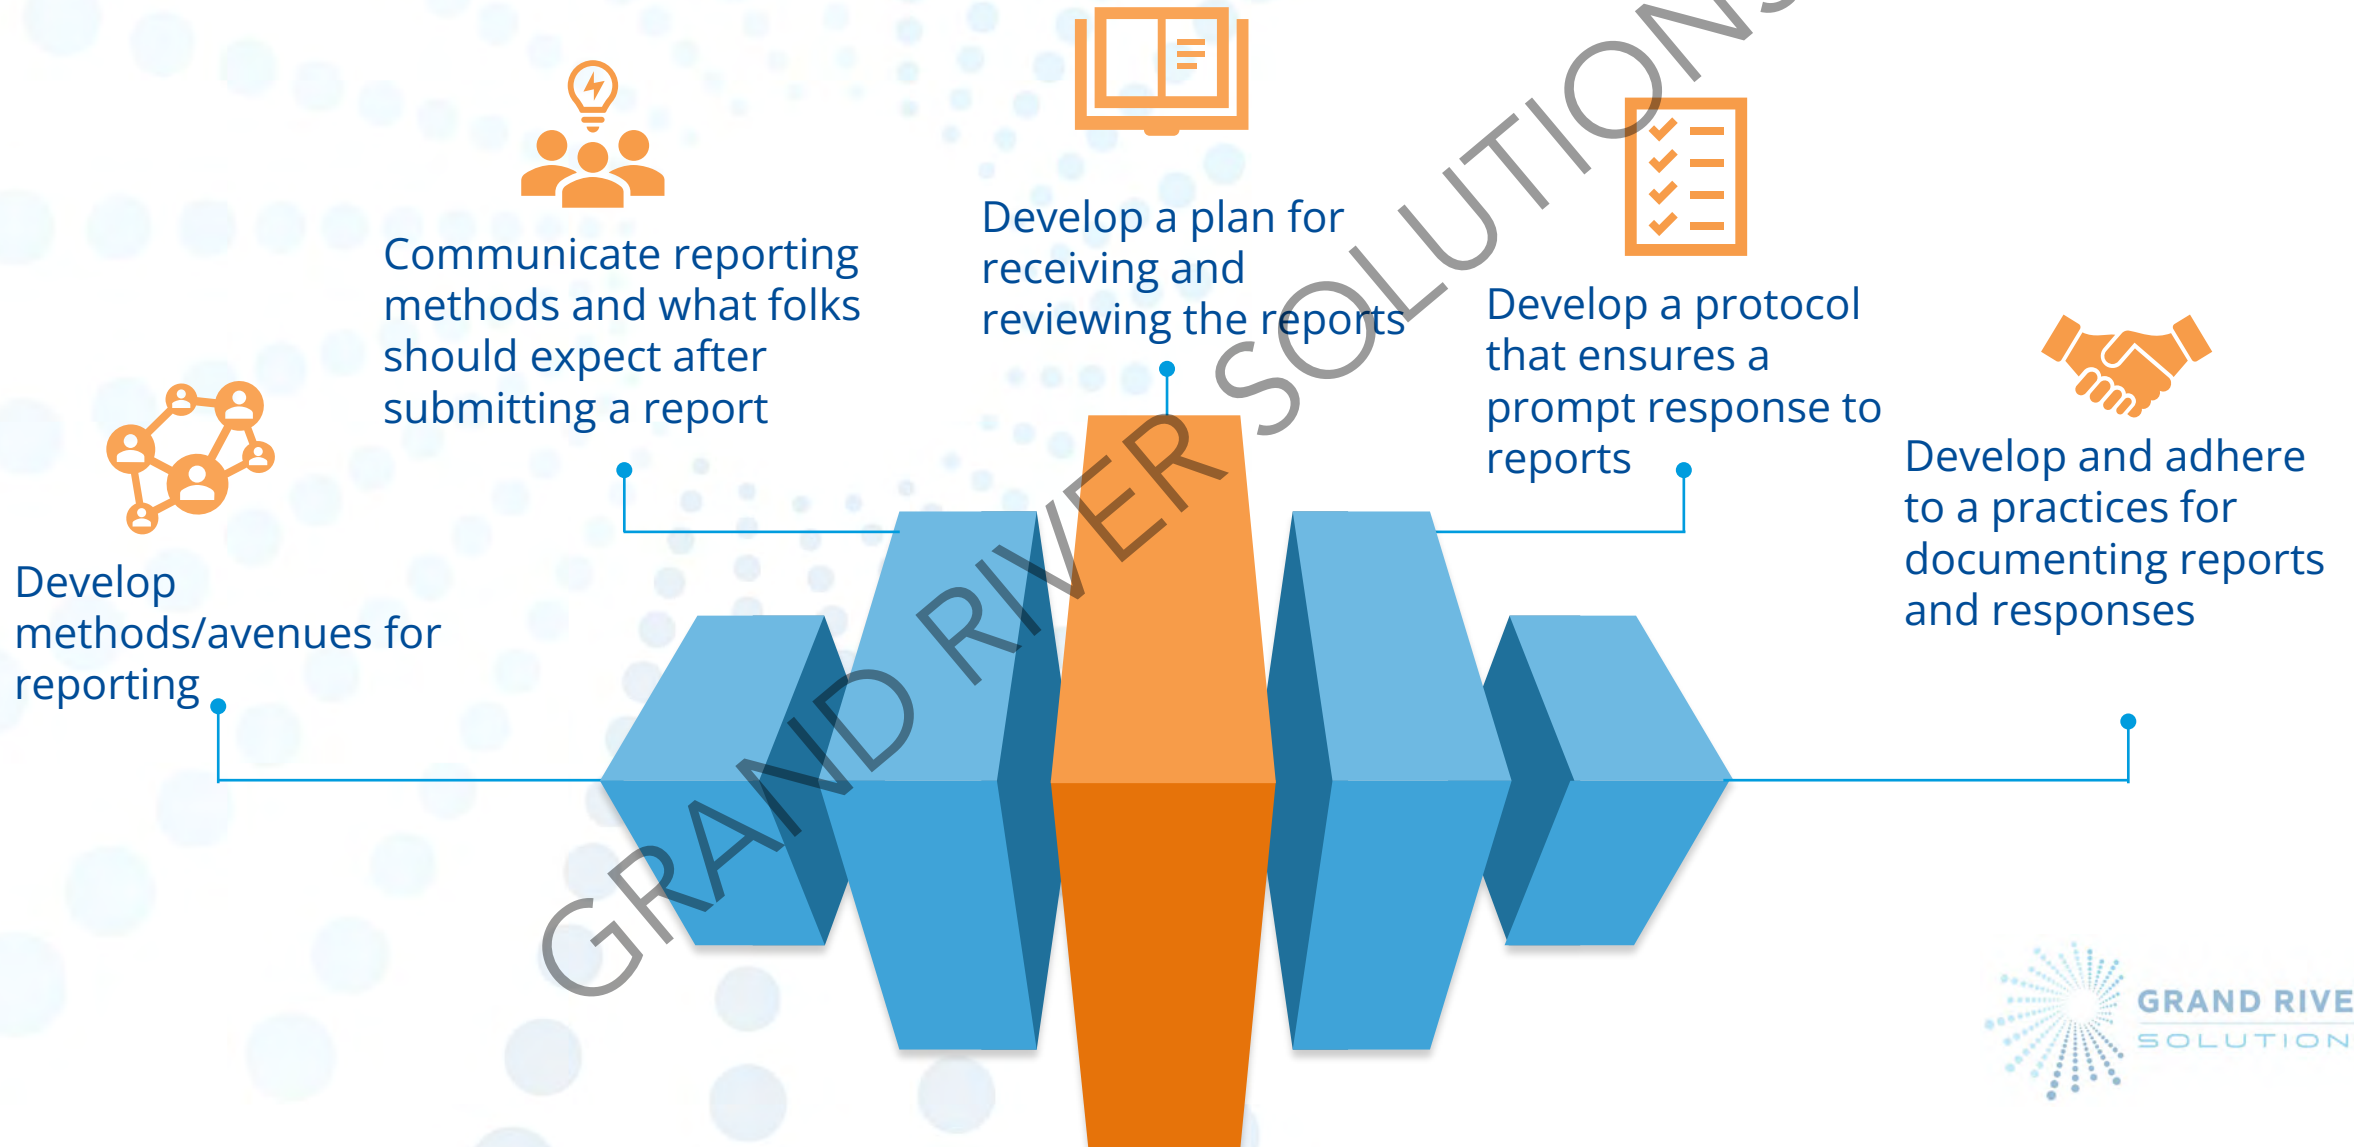 Develop
methods/avenues for
reporting
Communicate reporting
methods and what folks
should expect after
submitting a report
Develop a plan for
receiving and
reviewing the reports
Develop a protocol
that ensures a
prompt response to
reports
Develop and adhere
to a practices for
documenting reports
and responses
GRAND RIVER SOLUTIONS
GRAND RIVE
SOLUTION